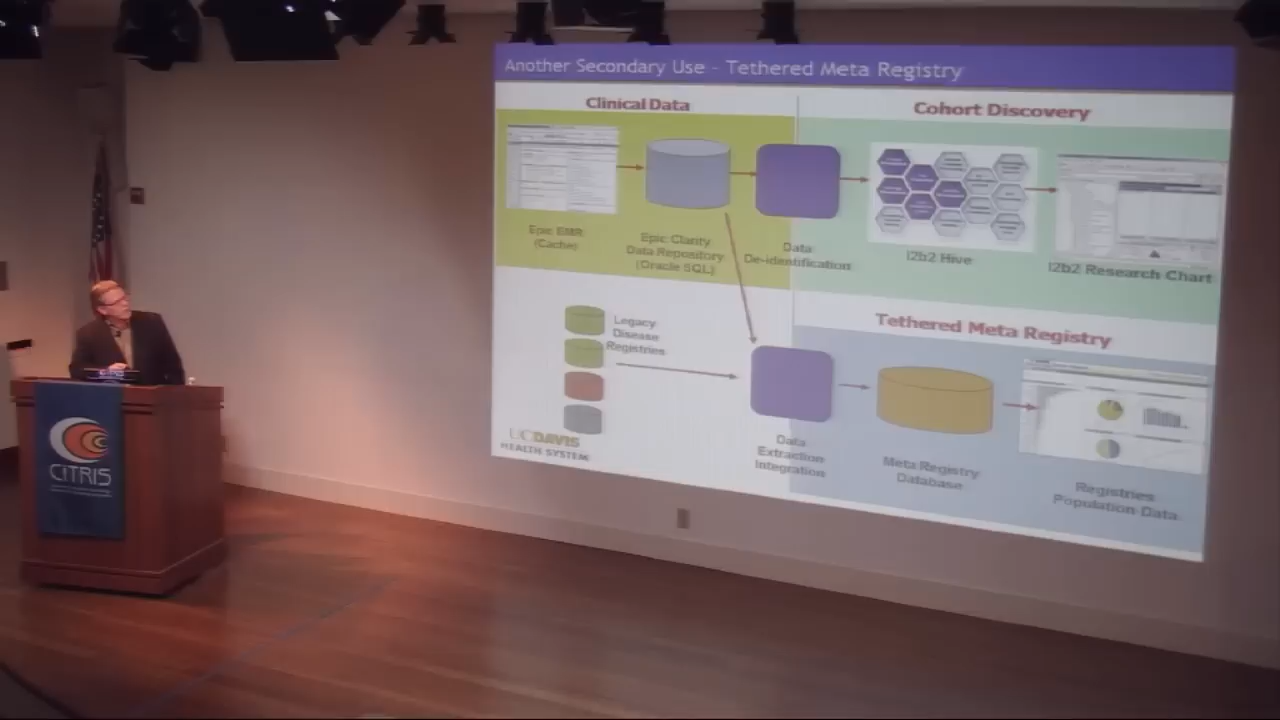 Another Secondary Use - Tethered Meta Registry
Clinical Data
Cohort Discovery
Epic EMR
(Cache)
Epic Clarity
Data Repository
(Oracle SQL)
Data
De-identification
I2b2 Hive
I2b2 Research Chart
Legacy
Disease
Registries
Tethered Meta Registry
Data
Extraction
Integration
Meta Registry
Database
Registries
Population Data
UC DAVIS
HEALTH SYSTEM
CITRIS